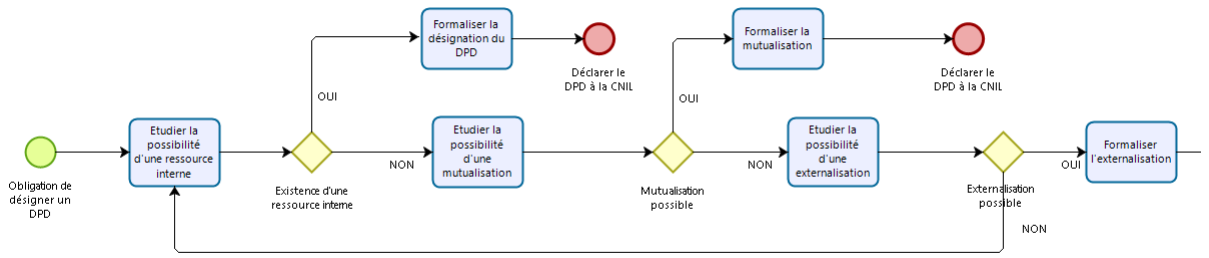 Formaliser la
désignation du
DPD
Déclarer le
DPD à la CNIL
OUI
Formaliser la
mutualisation
Déclarer le
DPD à la CNIL
OUI
Obligation de
désigner un
DPD
Etudier la
possibilité
d'une ressource
interne
Existence d'une
ressource interne
NON
Etudier la
possibilité
d'une
mutualisation
Mutualisation
possible
NON
Etudier la
possibilité
d'une
externalisation
Externalisation
possible
OUI
NON
Formaliser
l'externalisation